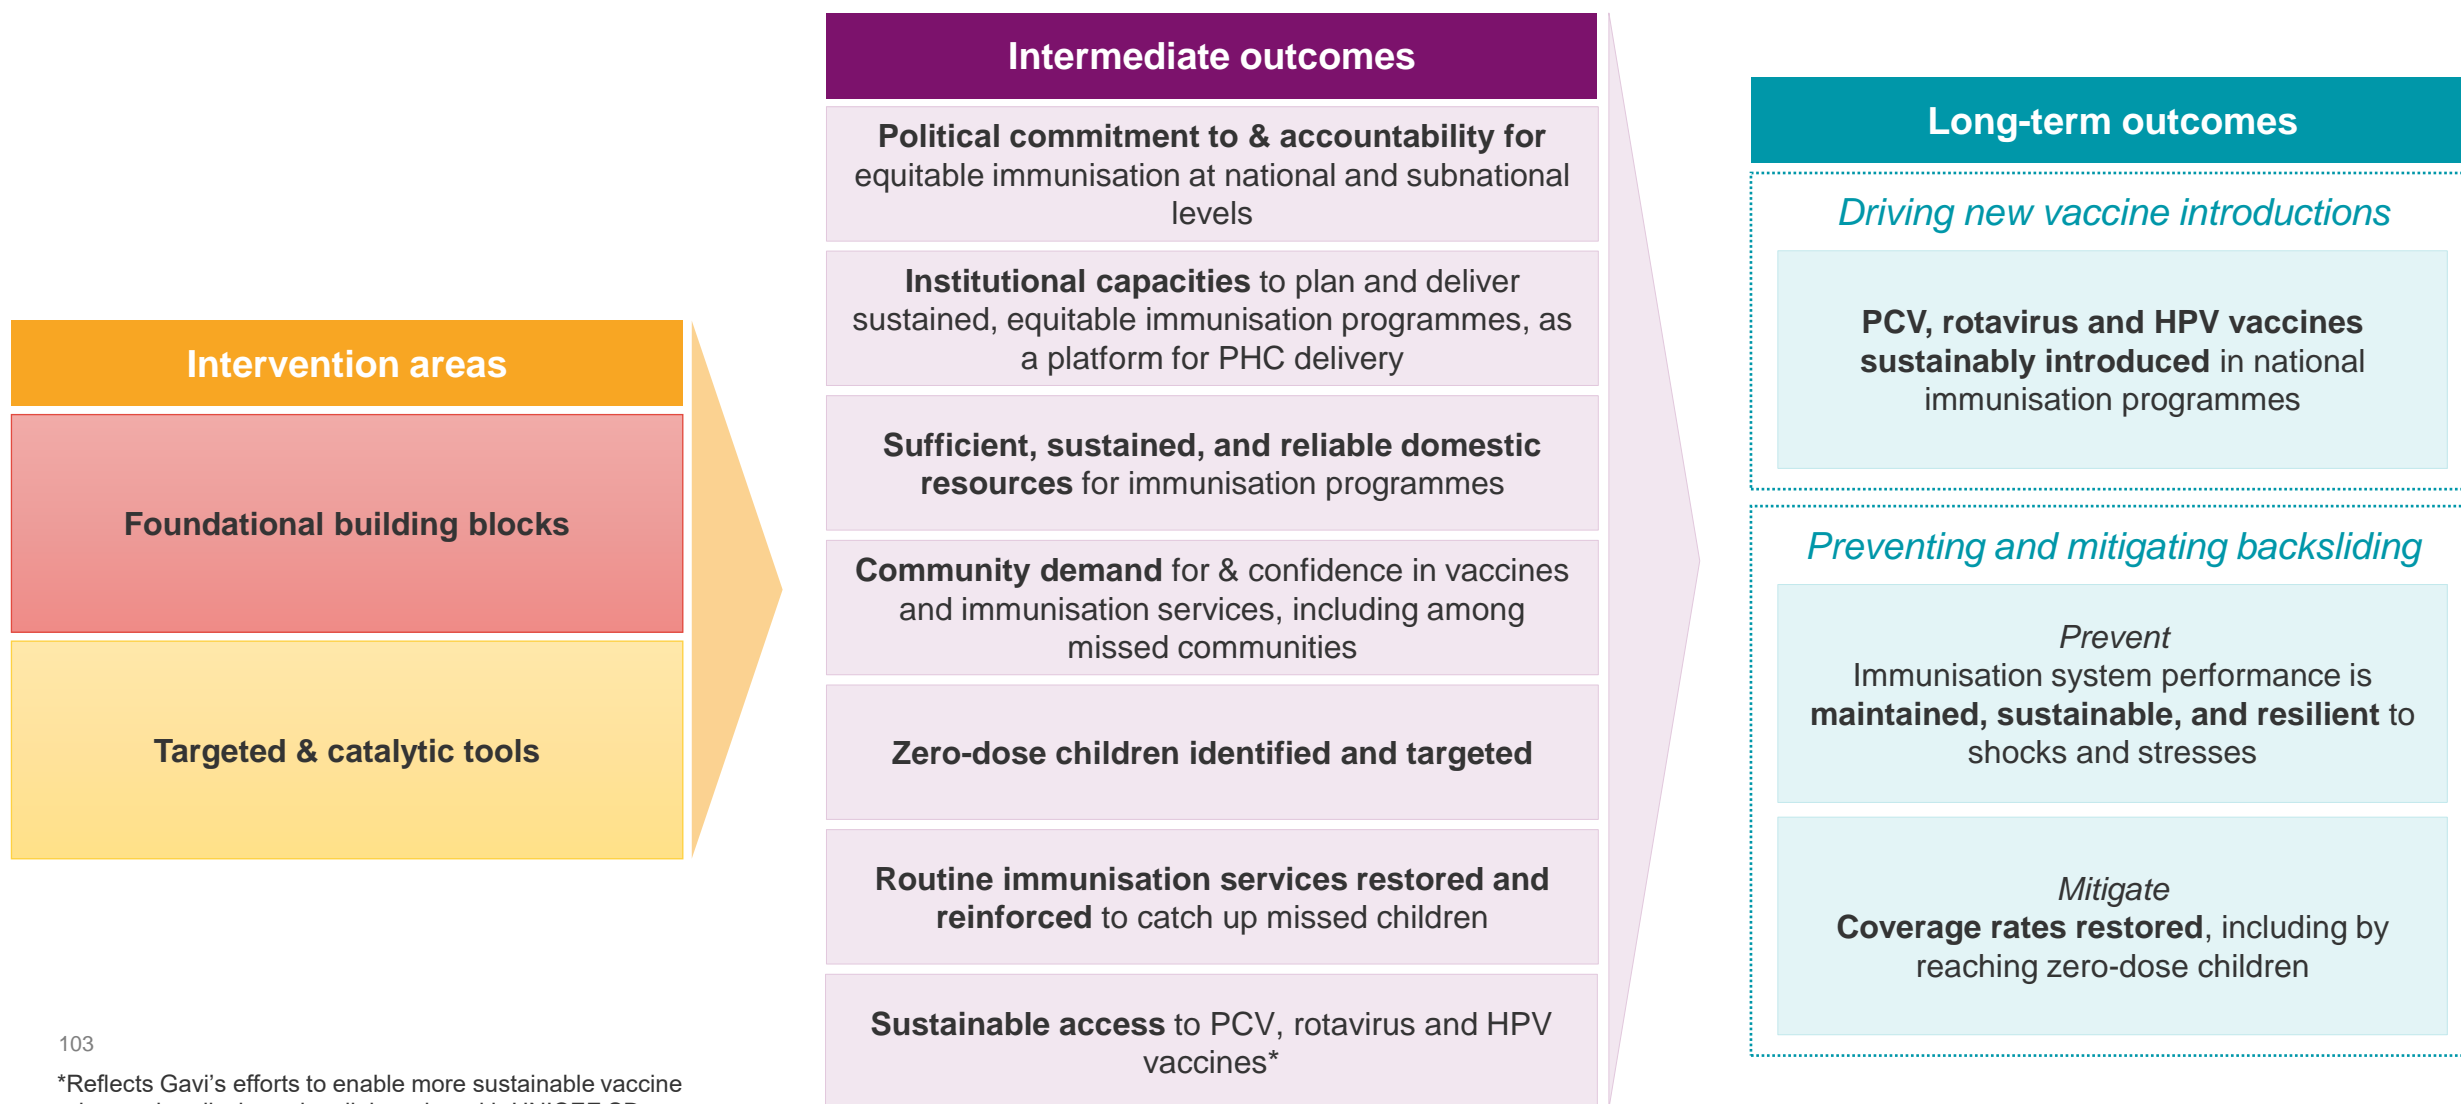 Intervention areas
Foundational building blocks
Targeted & catalytic tools
Intermediate outcomes
Political commitment to & accountability for
equitable immunisation at national and subnational
levels
Institutional capacities to plan and deliver
sustained, equitable immunisation programmes, as
a platform for PHC delivery
Sufficient, sustained, and reliable domestic
resources for immunisation programmes
Community demand for & confidence in vaccines
and immunisation services, including among
missed communities
Zero-dose children identified and targeted
Routine immunisation services restored and
reinforced to catch up missed children
Sustainable access to PCV, rotavirus and HPV
vaccines*
Long-term outcomes
Driving new vaccine introductions
PCV, rotavirus and HPV vaccines
sustainably introduced in national
immunisation programmes
Preventing and mitigating backsliding
Prevent
Immunisation system performance is
maintained, sustainable, and resilient to
shocks and stresses
Mitigate
Coverage rates restored, including by
reaching zero-dose children
103
*Reflects Gavi's efforts to enable more sustainable vaccine